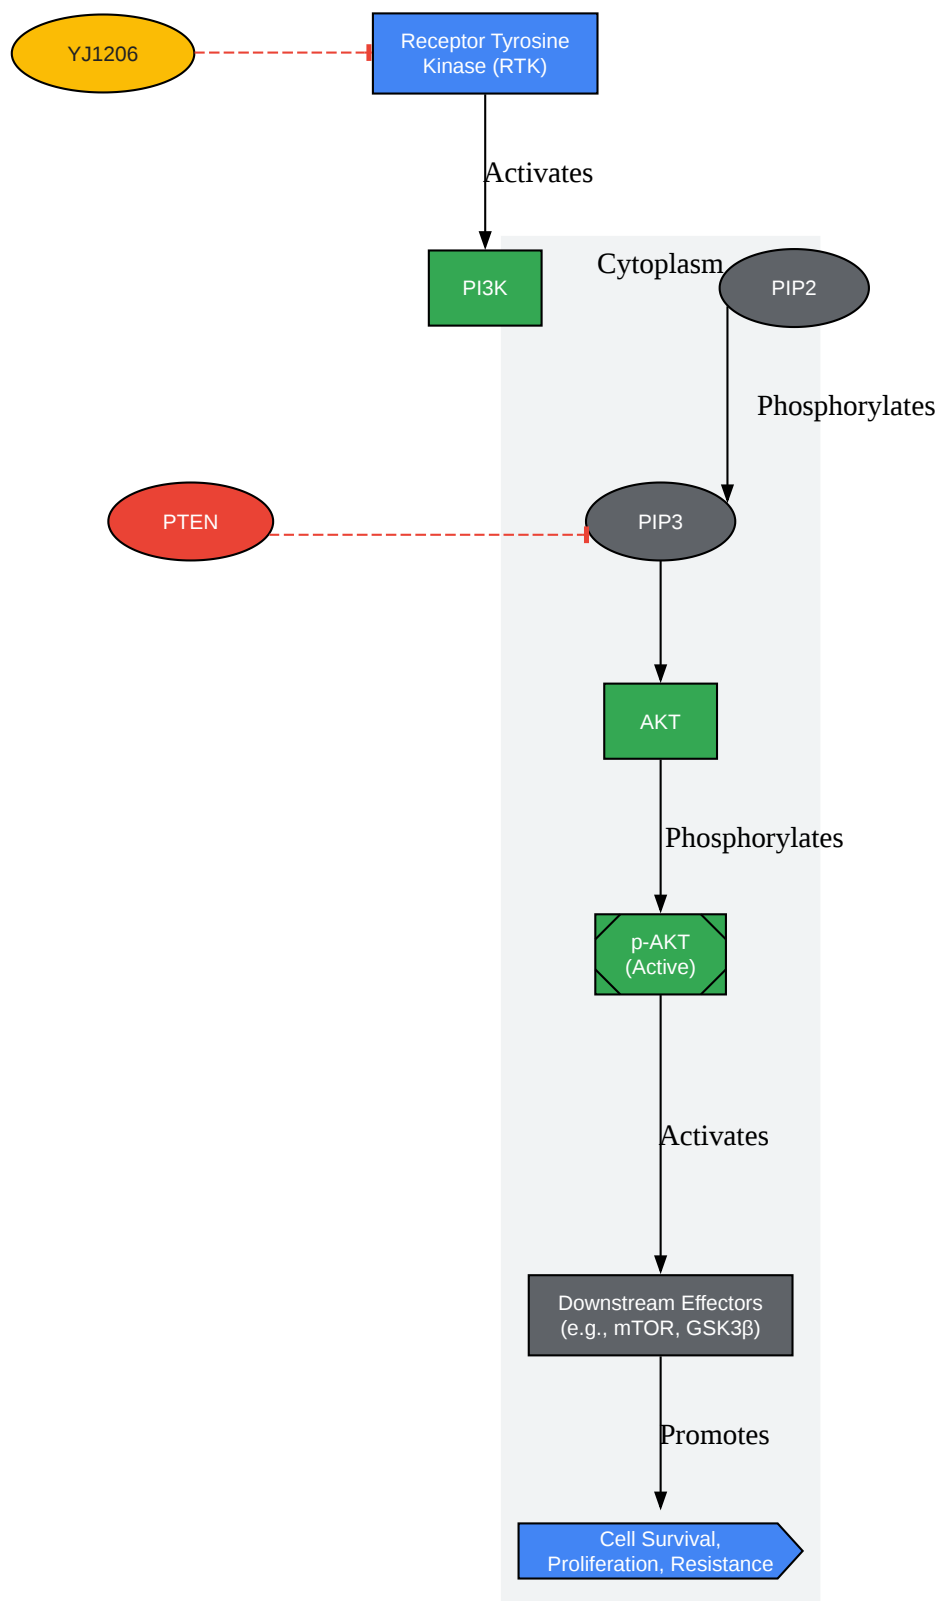 YJ1206
Receptor Tyrosine
Kinase (RTK)
Activates
PI3K
Cytoplasm
PIP2
Phosphorylates
PTEN
PIP3
AKT
Phosphorylates
p-AKT
(Active)
Activates
Downstream Effectors
(e.g., mTOR, GSK3β)
Promotes
Cell Survival,
Proliferation, Resistance